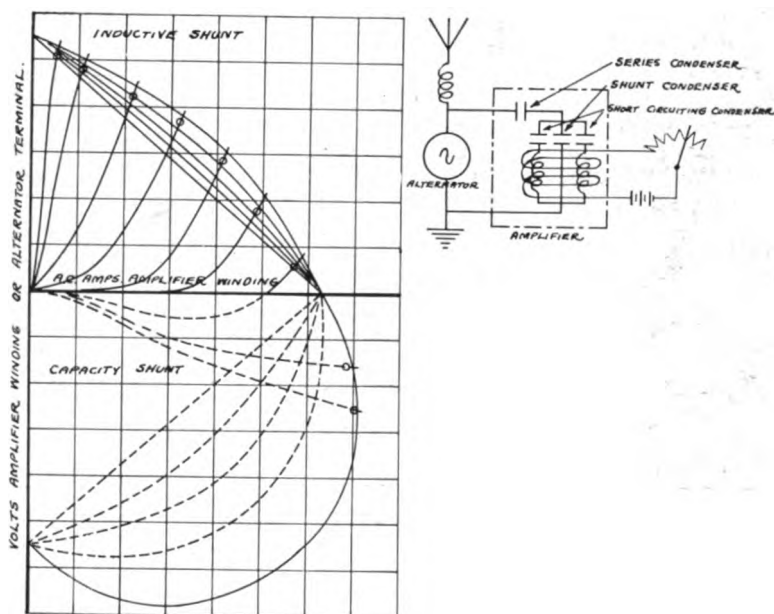 VOLTS AMPLIFIER WINDING OR ALTERNATOR TERMINAL.
INDUCTIVE SHUNT
A.C. AMPS. AMPLIFIER WINDING
CAPACITY SHUNT
SERIES CONDENSER
SHUNT CONDENSER
SHORT CIRCUITING CONDENSER
ALTERNATOR
AMPLIFIER